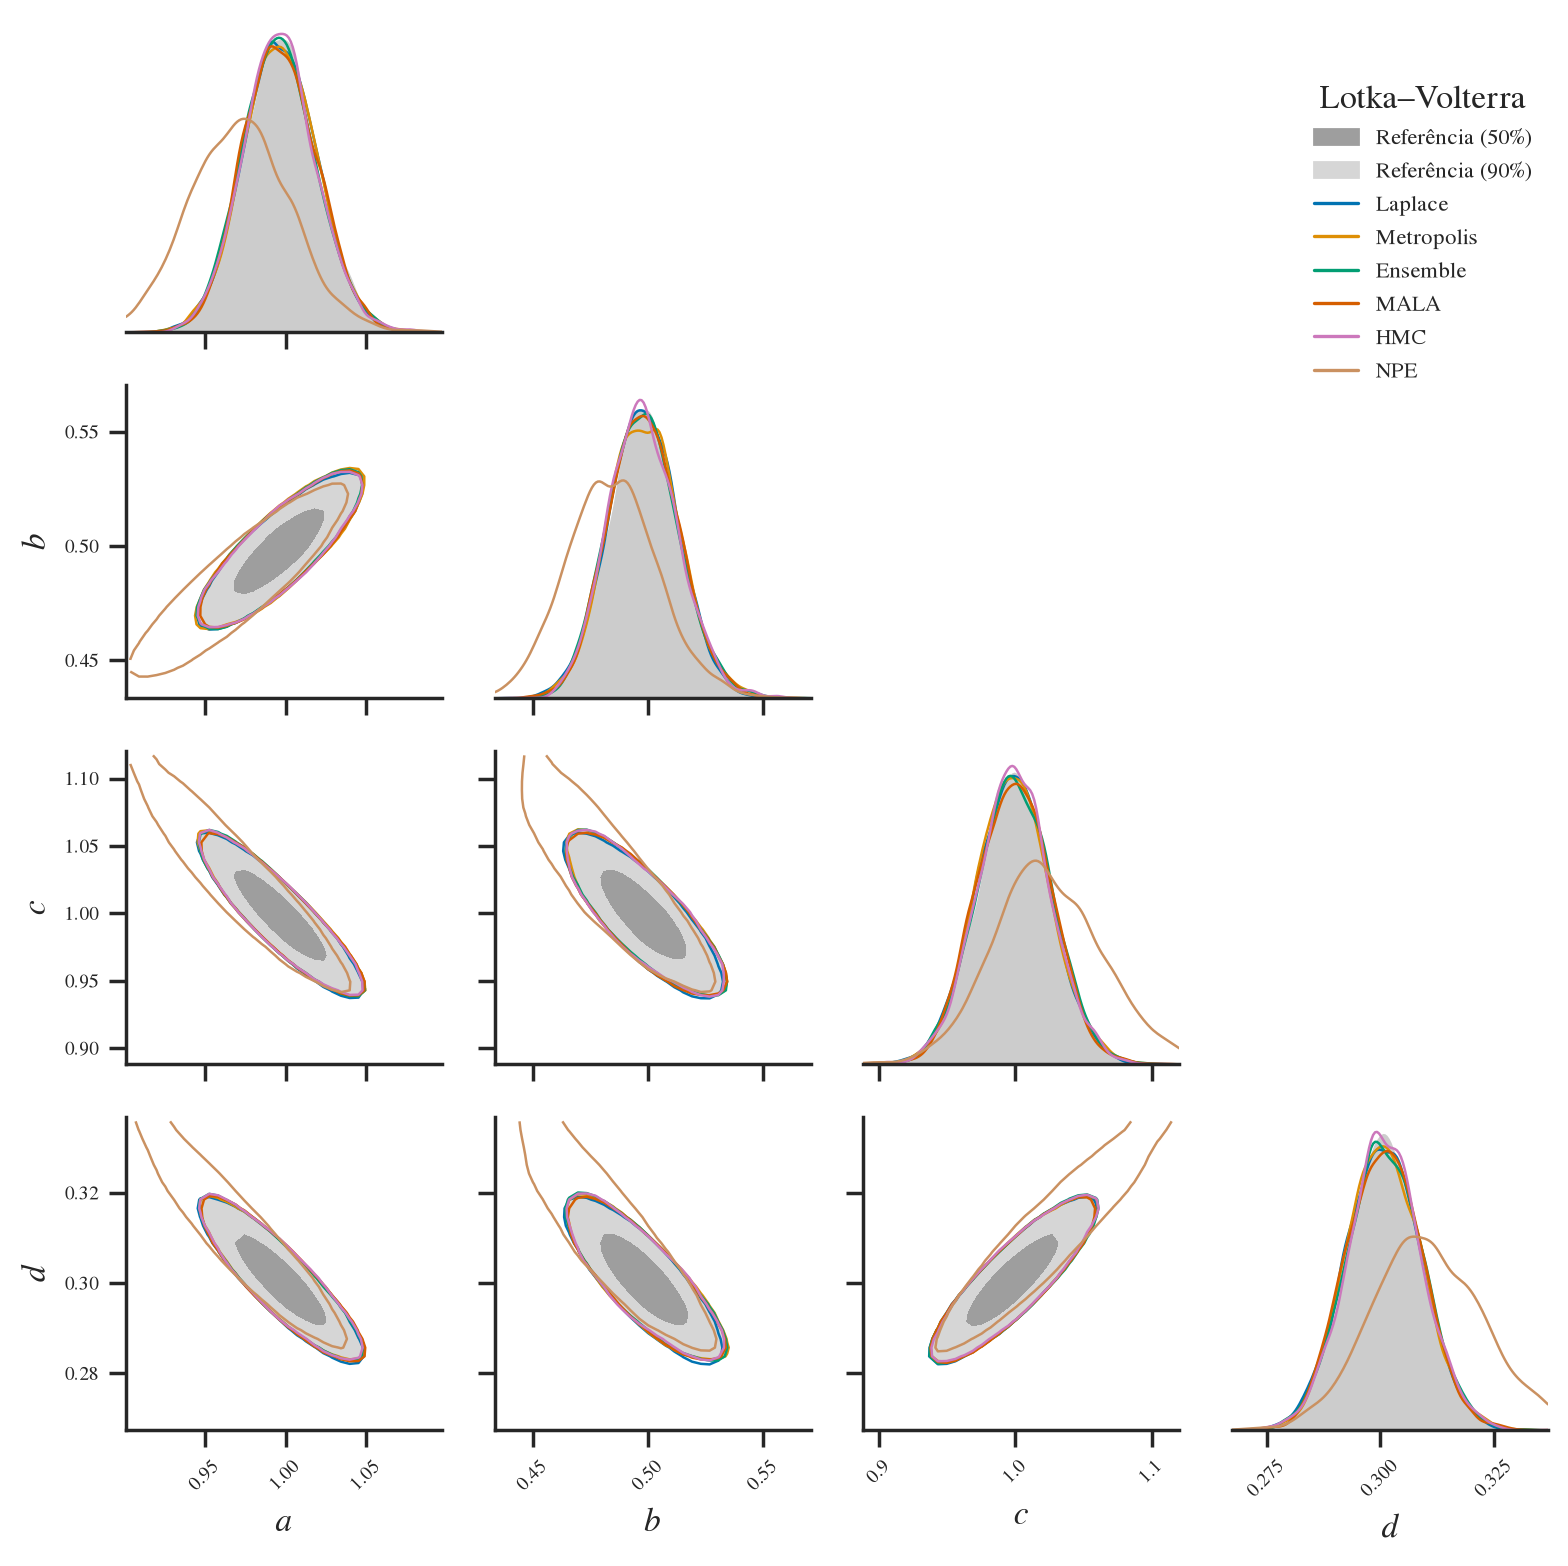 Lotka–Volterra
Referência (50%)
Referência (90%)
Laplace
Metropolis
Ensemble
MALA
HMC
NPE
0.55
0.50
0.45
b
1.10
1.05
1.00
0.95
0.90
c
0.32
0.30
0.28
d
0.95 1.00 1.05
0.45 0.50 0.55
0.9 1.0 1.1
0.275 0.300 0.325
a
b
c
d